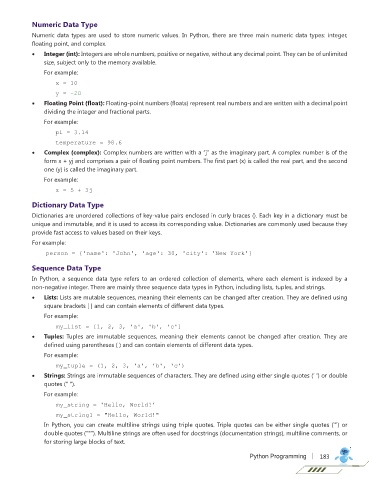 Numeric Data Type
Numeric data types are used to store numeric values. In Python, there are three main numeric data types: integer,
floating point, and complex.
• Integer (int): Integers are whole numbers, positive or negative, without any decimal point. They can be of unlimited
size, subject only to the memory available.
For example:
x = 10
y = -20
• Floating Point (float): Floating-point numbers (floats) represent real numbers and are written with a decimal point
dividing the integer and fractional parts.
For example:
pi = 3.14
temperature = 98.6
• Complex (complex): Complex numbers are written with a "j" as the imaginary part. A complex number is of the
form x + yj and comprises a pair of floating point numbers. The first part (x) is called the real part, and the second
one (y) is called the imaginary part.
For example:
z = 5 + 3j
Dictionary Data Type
Dictionaries are unordered collections of key-value pairs enclosed in curly braces {}. Each key in a dictionary must be
unique and immutable, and it is used to access its corresponding value. Dictionaries are commonly used because they
provide fast access to values based on their keys.
For example:
person = {'name': 'John', 'age': 30, 'city': 'New York'}
Sequence Data Type
In Python, a sequence data type refers to an ordered collection of elements, where each element is indexed by a
non-negative integer. There are mainly three sequence data types in Python, including lists, tuples, and strings.
• Lists: Lists are mutable sequences, meaning their elements can be changed after creation. They are defined using
square brackets [ ] and can contain elements of different data types.
For example:
my_list = [1, 2, 3, 'a', 'b', 'c']
• Tuples: Tuples are immutable sequences, meaning their elements cannot be changed after creation. They are
defined using parentheses ( ) and can contain elements of different data types.
For example:
my_tuple = (1, 2, 3, 'a', 'b', 'c')
• Strings: Strings are immutable sequences of characters. They are defined using either single quotes (' ') or double
quotes (" ").
For example:
my_string = 'Hello, World!'
my_string1 = "Hello, World!"
In Python, you can create multiline strings using triple quotes. Triple quotes can be either single quotes (''') or
double quotes ("""). Multiline strings are often used for docstrings (documentation strings), multiline comments, or
for storing large blocks of text.
Python Programming | 183